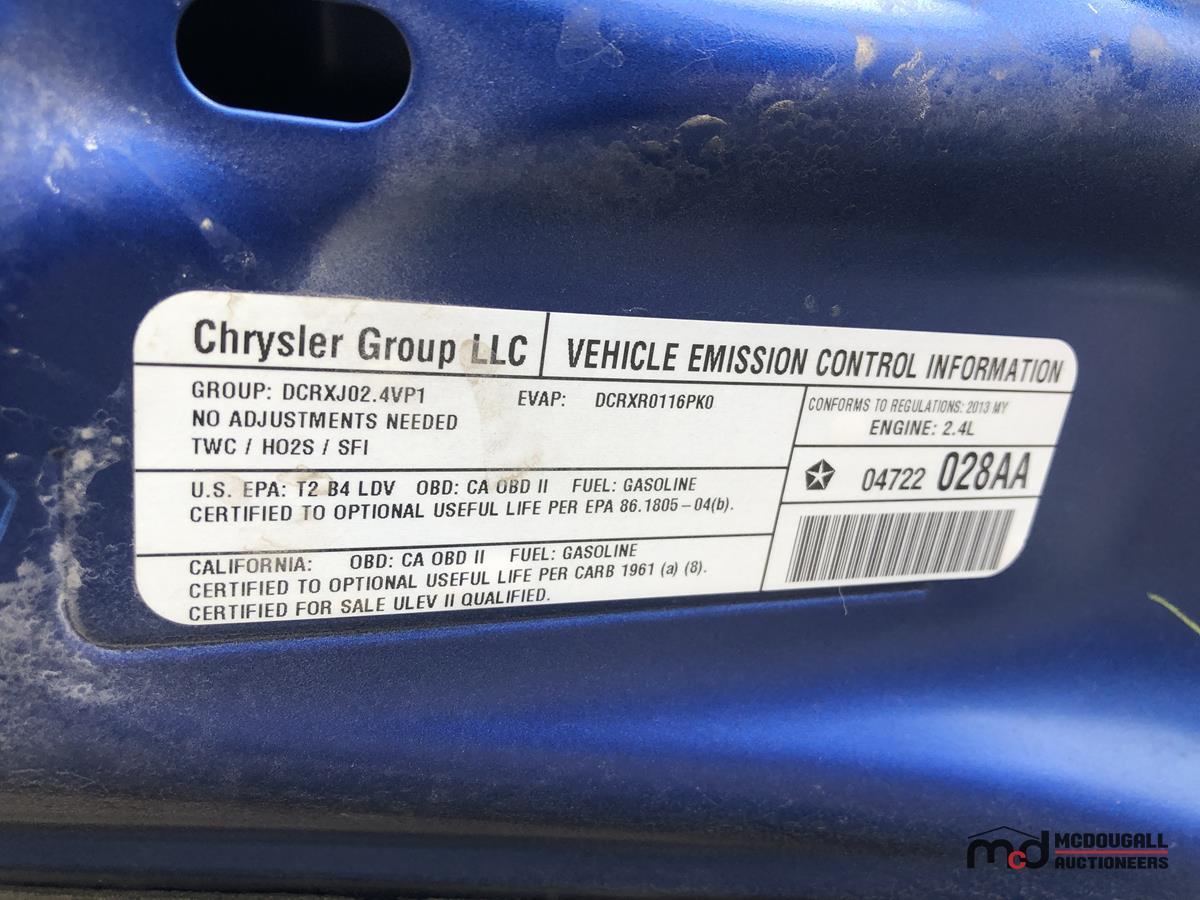 Chrysler Group LLC
VEHICLE EMISSION CONTROL INFORMATION
GROUP: DCRXJ02.4VP1 EVAP: DCRXR0116PK0
NO ADJUSTMENTS NEEDED
TWC / HO2S / SFI
CONFORMS TO REGULATIONS: 2013 MY
ENGINE: 2.4L
04722 028AA
U.S. EPA: T2 B4 LDV OBD: CA OBD II FUEL: GASOLINE
CERTIFIED TO OPTIONAL USEFUL LIFE PER EPA 86.1805-04(b).
CALIFORNIA: OBD: CA OBD II FUEL: GASOLINE
CERTIFIED TO OPTIONAL USEFUL LIFE PER CARB 1961 (a) (8).
CERTIFIED FOR SALE ULEV II QUALIFIED.
mcd MCDOUGALL
AUCTIONEERS